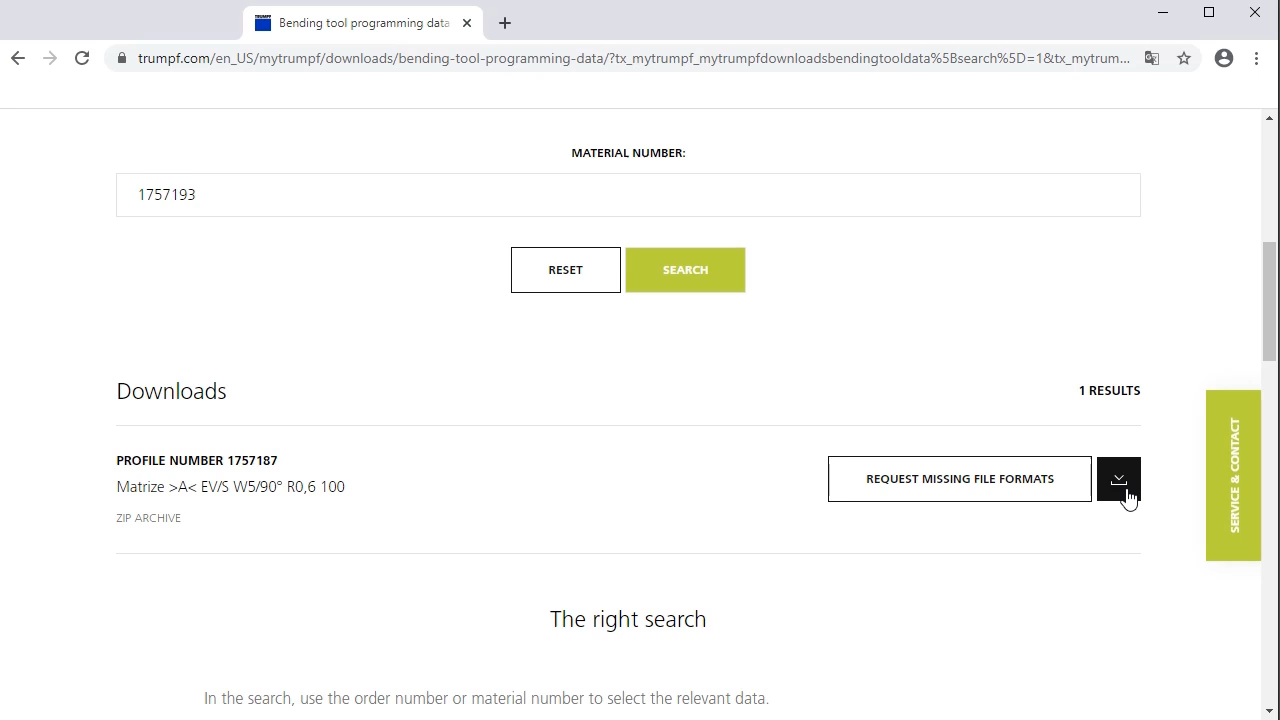 TRUMPF
Bending tool programming data
trumpf.com/en_US/mytrumpf/downloads/bending-tool-programming-data/?tx_mytrumpf_mytrumpfdownloadsbendingtooldata%5Bsearch%5D=1&tx_mytrum...
MATERIAL NUMBER:
1757193
RESET
SEARCH
Downloads
1 RESULTS
PROFILE NUMBER 1757187
Matrize >A< EV/S W5/90° R0,6 100
ZIP ARCHIVE
REQUEST MISSING FILE FORMATS
SERVICE & CONTACT
The right search
In the search, use the order number or material number to select the relevant data.